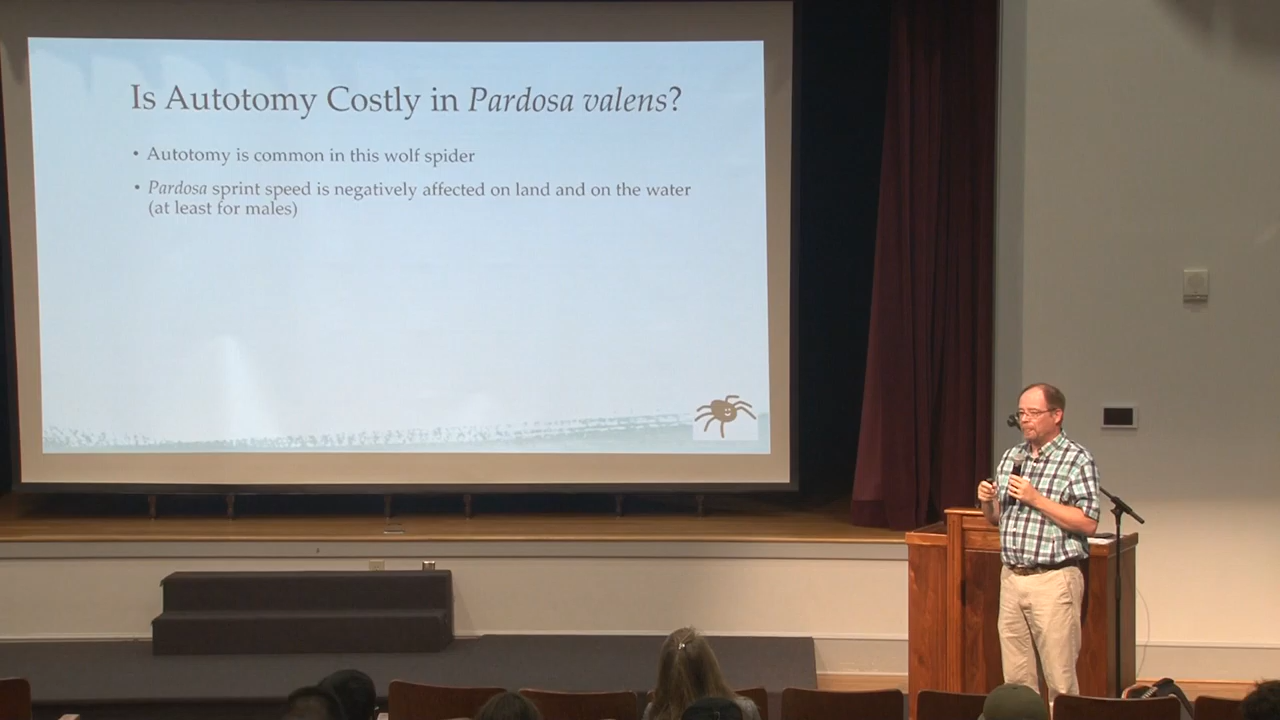 Is Autotomy Costly in Pardosa valens?
• Autotomy is common in this wolf spider
• Pardosa sprint speed is negatively affected on land and on the water
(at least for males)